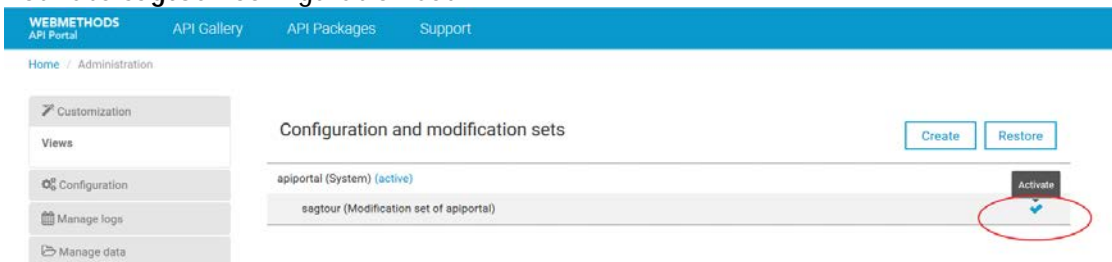 WEBMETHODS
API Portal
API Gallery API Packages Support
Home / Administration
Customization
Views
Configuration
Manage logs
Manage data
Configuration and modification sets
Create Restore
apiportal (System) (active)
Activate
sagtour (Modification set of apiportal)